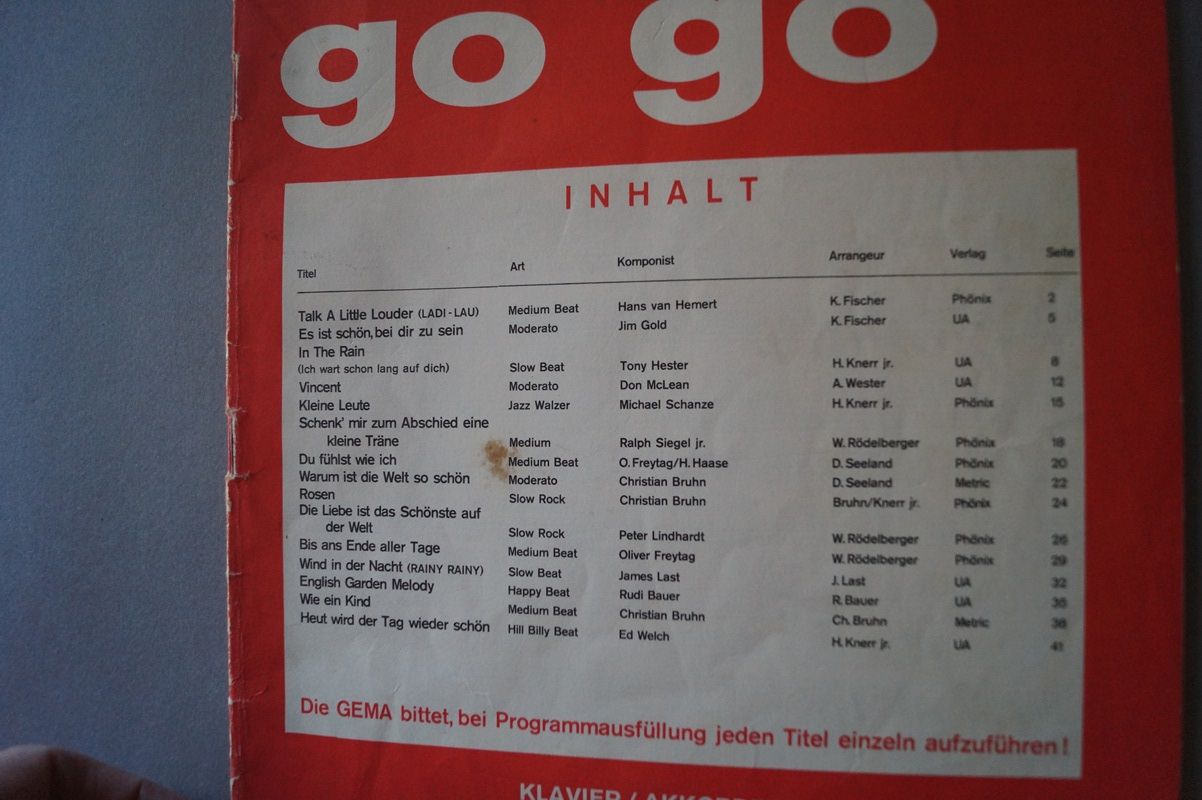 go go
INHALT
Titel Art Komponist Arrangeur Verlag Seite
Talk A Little Louder (LADI - LAU) Medium Beat Hans van Hemert K. Fischer Phönix 2
Es ist schön, bei dir zu sein Moderato Jim Gold K. Fischer UA 5
In The Rain
(Ich wart schon lang auf dich) Slow Beat Tony Hester H. Knerr jr. UA 8
Vincent Moderato Don McLean A. Wester UA 12
Kleine Leute Jazz Walzer Michael Schanze H. Knerr jr. Phönix 15
Schenk' mir zum Abschied eine
kleine Träne Medium Ralph Siegel jr. W. Rödelberger Phönix 18
Du fühlst wie ich Medium Beat O. Freytag/H. Haase D. Seeland Phönix 20
Warum ist die Welt so schön Moderato Christian Bruhn D. Seeland Metric 22
Rosen Slow Rock Christian Bruhn Bruhn/Knerr jr. Phönix 24
Die Liebe ist das Schönste auf
der Welt Slow Rock Peter Lindhardt W. Rödelberger Phönix 26
Bis ans Ende aller Tage Medium Beat Oliver Freytag W. Rödelberger Phönix 29
Wind in der Nacht (RAINY RAINY) Slow Beat James Last J. Last UA 32
English Garden Melody Happy Beat Rudi Bauer R. Bauer UA 35
Wie ein Kind Medium Beat Christian Bruhn Ch. Bruhn Metric 38
Heut wird der Tag wieder schön Hill Billy Beat Ed Welch H. Knerr jr. UA 41
Die GEMA bittet, bei Programmausfüllung jeden Titel einzeln aufzuführen!
KLAVIER /